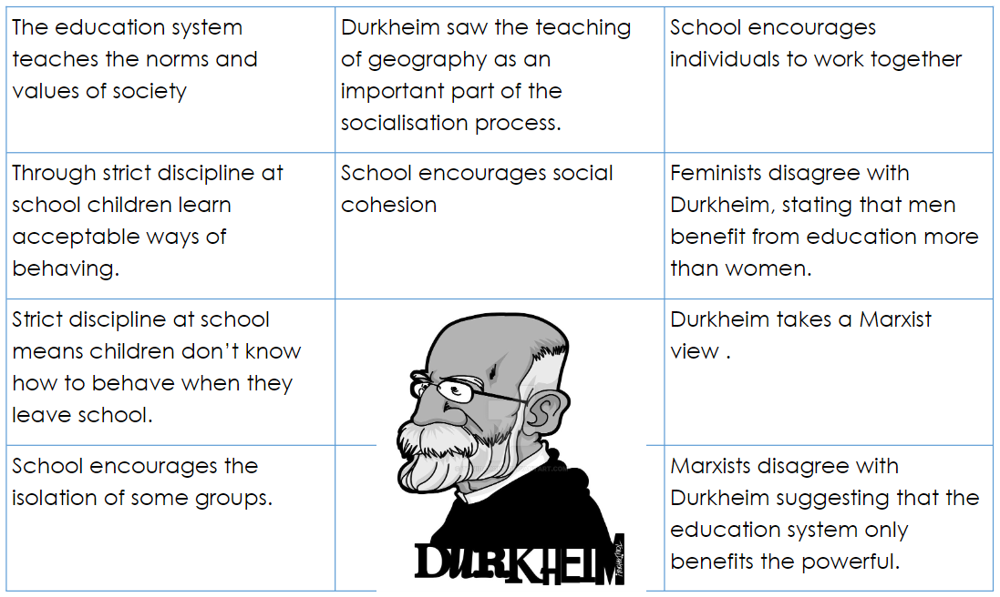 The education system
teaches the norms and
values of society
Durkheim saw the teaching
of geography as an
important part of the
socialisation process.
School encourages
individuals to work together
Through strict discipline at
school children learn
acceptable ways of
behaving.
School encourages social
cohesion
Feminists disagree with
Durkheim, stating that men
benefit from education more
than women.
Strict discipline at school
means children don’t know
how to behave when they
leave school.
Durkheim takes a Marxist
view .
School encourages the
isolation of some groups.
DURKHEIM
Marxists disagree with
Durkheim suggesting that the
education system only
benefits the powerful.